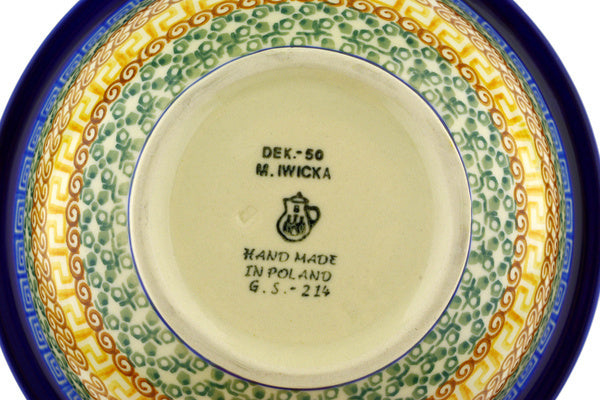 DEK.-50
M. IWICKA
HAND MADE
IN POLAND
G.S.-214